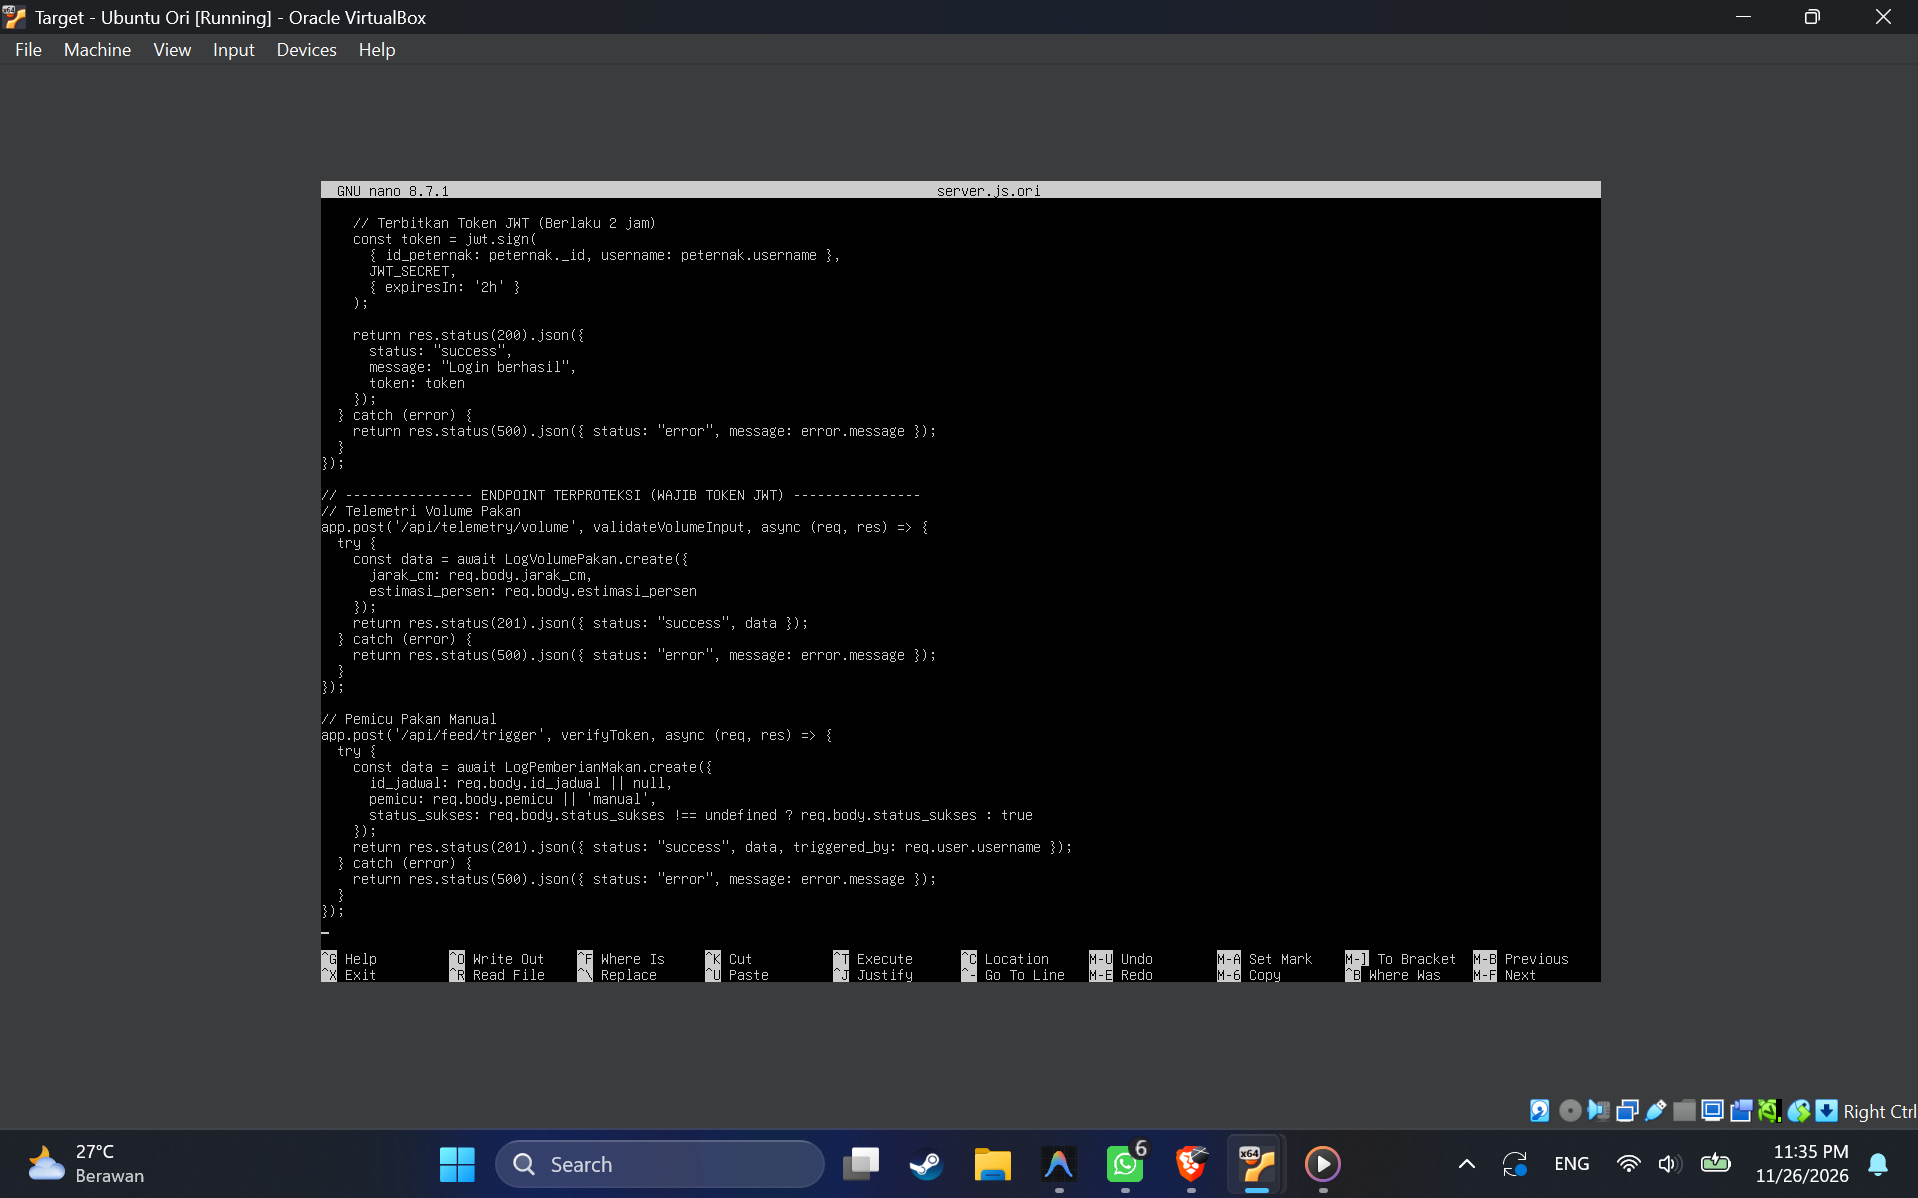 Target - Ubuntu Ori [Running] - Oracle VirtualBox
File Machine View Input Devices Help
GNU nano 8.7.1 server.js.ori
// Terbitkan Token JWT (Berlaku 2 jam)
const token = jwt.sign(
{ id_peternak: peternak._id, username: peternak.username },
JWT_SECRET,
{ expiresIn: '2h' }
);
return res.status(200).json({
status: "success",
message: "Login berhasil",
token: token
});
} catch (error) {
return res.status(500).json({ status: "error", message: error.message });
}
});
// ---------------- ENDPOINT TERPROTEKSI (WAJIB TOKEN JWT) ----------------
// Telemetri Volume Pakan
app.post('/api/telemetry/volume', validateVolumeInput, async (req, res) => {
try {
const data = await LogVolumePakan.create({
jarak_cm: req.body.jarak_cm,
estimasi_persen: req.body.estimasi_persen
});
return res.status(201).json({ status: "success", data });
} catch (error) {
return res.status(500).json({ status: "error", message: error.message });
}
});
// Pemicu Pakan Manual
app.post('/api/feed/trigger', verifyToken, async (req, res) => {
try {
const data = await LogPemberianMakan.create({
id_jadwal: req.body.id_jadwal || null,
pemicu: req.body.pemicu || 'manual',
status_sukses: req.body.status_sukses !== undefined ? req.body.status_sukses : true
});
return res.status(201).json({ status: "success", data, triggered_by: req.user.username });
} catch (error) {
return res.status(500).json({ status: "error", message: error.message });
}
});
^G Help ^O Write Out ^F Where Is ^K Cut ^T Execute ^C Location M-U Undo M-A Set Mark M-] To Bracket M-B Previous
^X Exit ^R Read File ^\ Replace ^U Paste ^J Justify ^- Go To Line M-E Redo M-6 Copy ^B Where Was M-F Next
Right Ctrl
27°C
Berawan
Search
6
x64
ENG
11:35 PM
11/26/2026